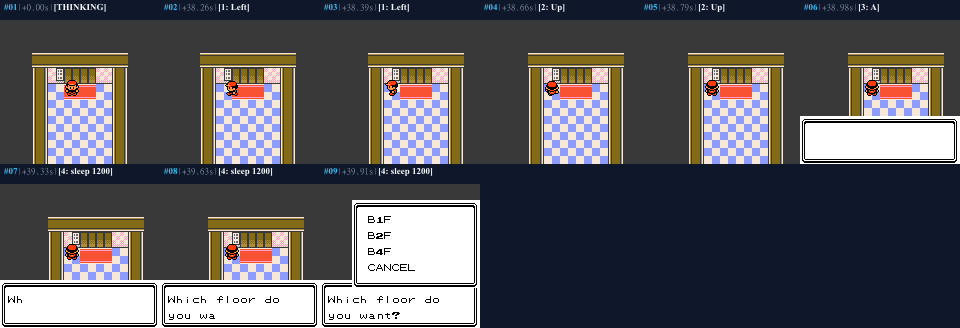 #01|+0.00s|[THINKING]
#02|+38.26s|[1: Left]
#03|+38.39s|[1: Left]
#04|+38.66s|[2: Up]
#05|+38.79s|[2: Up]
#06|+38.98s|[3: A]
#07|+39.33s|[4: sleep 1200]
#08|+39.63s|[4: sleep 1200]
#09|+39.91s|[4: sleep 1200]
Wh
Which floor do
you wa
B1F
B2F
B4F
CANCEL
Which floor do
you want?